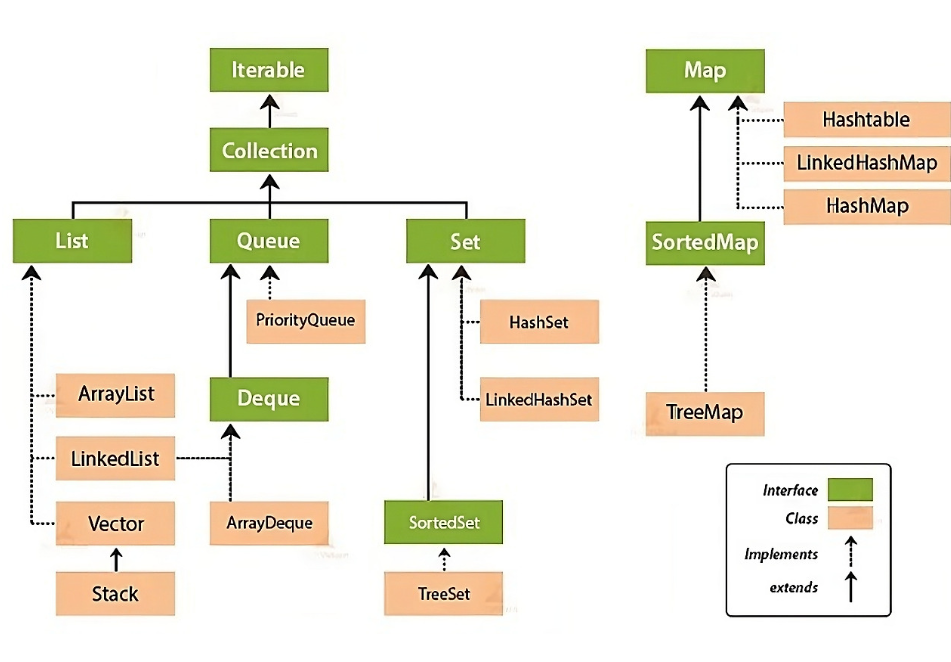 Iterable
Map
Hashtable
Collection
LinkedHashMap
HashMap
List
Queue
Set
SortedMap
PriorityQueue
HashSet
ArrayList
Deque
LinkedHashSet
TreeMap
LinkedList
Interface
Class
Vector
ArrayDeque
SortedSet
Implements
extends
Stack
TreeSet